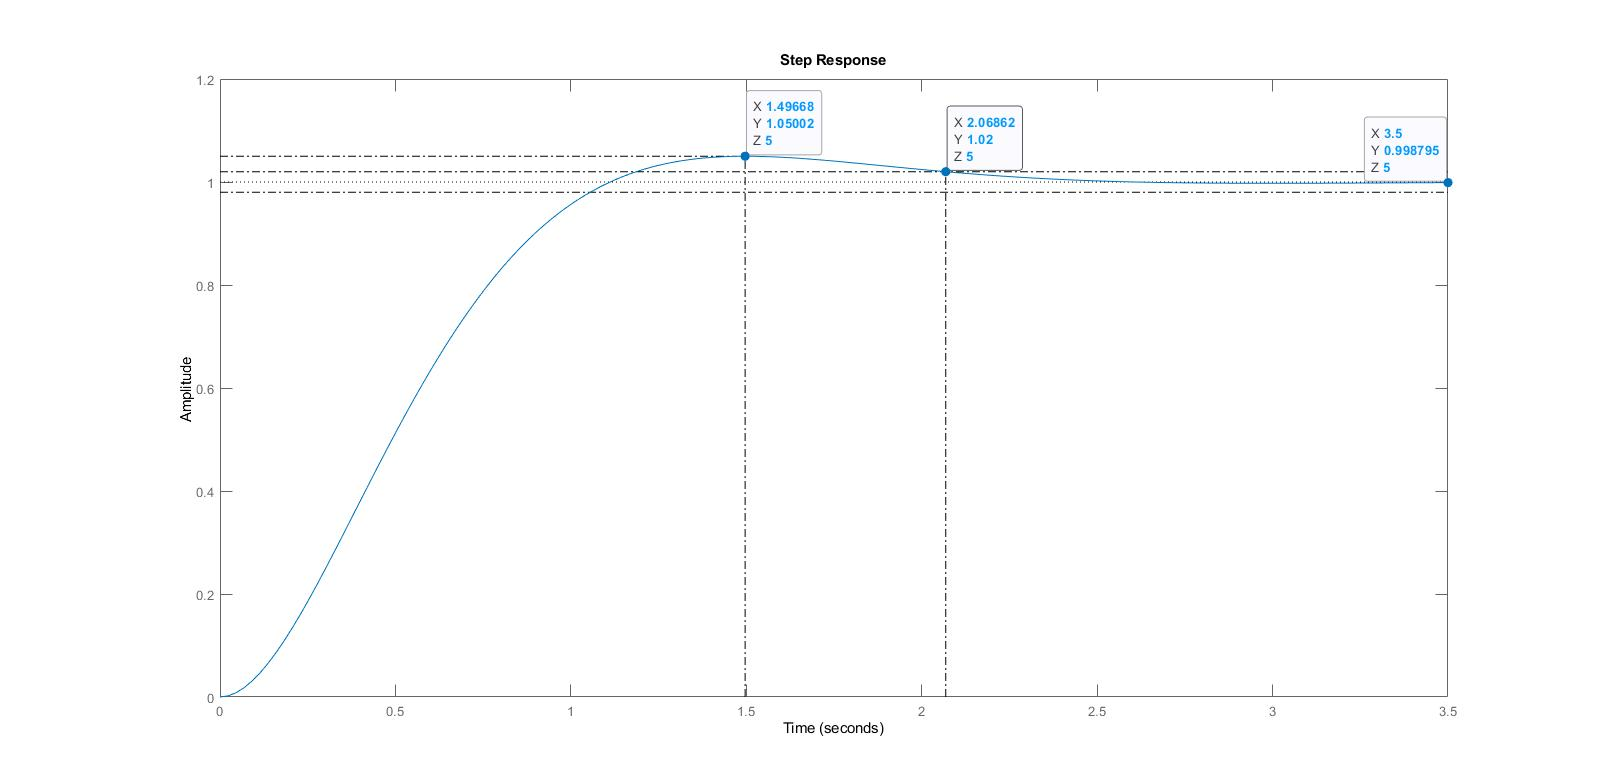 Step Response
1.2
1
0.8
0.6
0.4
0.2
0
Amplitude
X 1.49668
Y 1.05002
Z 5
X 2.06862
Y 1.02
Z 5
X 3.5
Y 0.998795
Z 5
0 0.5 1 1.5 2 2.5 3 3.5
Time (seconds)